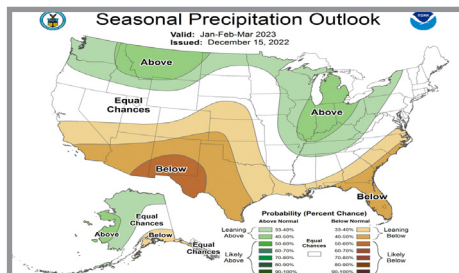 Seasonal Precipitation Outlook
Valid: Jan-Feb-Mar 2023
Issued: December 15, 2022
Above
Equal
Chances
Above
Below
Below
Equal
Chances
Above
Below
Equal
Chances
Probability (Percent Chance)
Above Normal
Below Normal
Leaning
Above
Likely
Above
33-40%
40-50%
50-60%
60-70%
70-80%
80-90%
90-100%
Equal
Chances
33-40%
40-50%
50-60%
60-70%
70-80%
80-90%
90-100%
Leaning
Below
Likely
Below